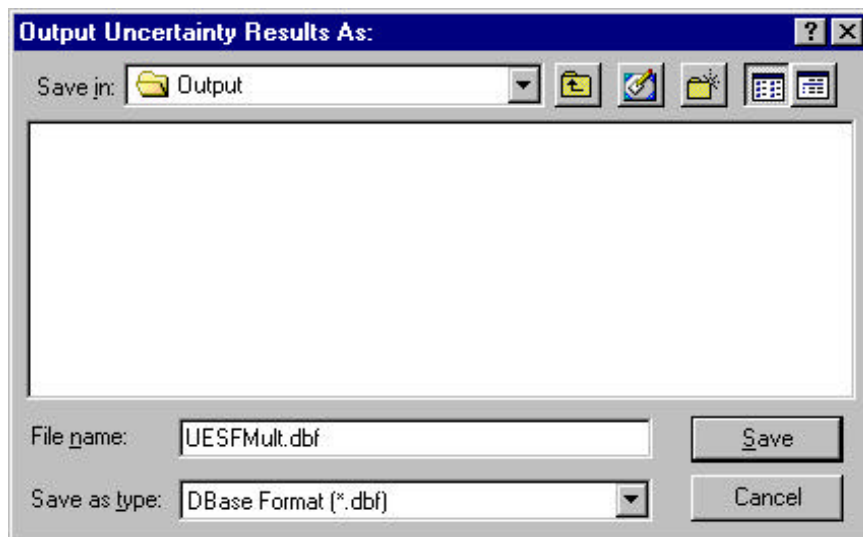 Output Uncertainty Results As:
Save in: Output
File name: UESFMult.dbf
Save
Save as type: DBase Format (*.dbf)
Cancel